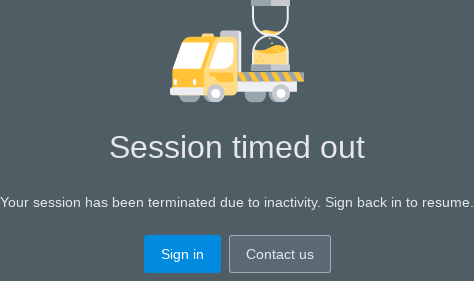 Session timed out
Your session has been terminated due to inactivity. Sign back in to resume.
Sign in
Contact us